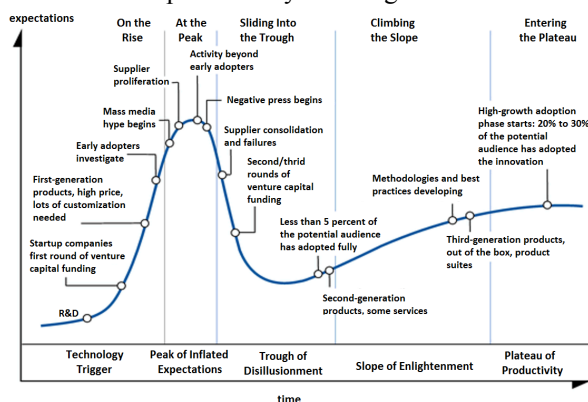 expectations
On the
Rise
At the
Peak
Sliding Into
the Trough
Climbing
the Slope
Entering
the Plateau
Activity beyond
early adopters
Supplier
proliferation
Negative press begins
Mass media
hype begins
Early adopters
investigate
Supplier consolidation
and failures
First-generation
products, high price,
lots of customization
needed
Second/thrid
rounds of
venture capital
funding
Startup companies
first round of venture
capital funding
R&D
Less than 5 percent of
the potential audience
has adopted fully
Second-generation
products, some services
Methodologies and best
practices developing
Third-generation products,
out of the box, product
suites
High-growth adoption
phase starts: 20% to 30%
of the potential
audience has adopted
the innovation
Technology
Trigger
Peak of Inflated
Expectations
Trough of
Disillusionment
Slope of Enlightenment
Plateau of
Productivity
time